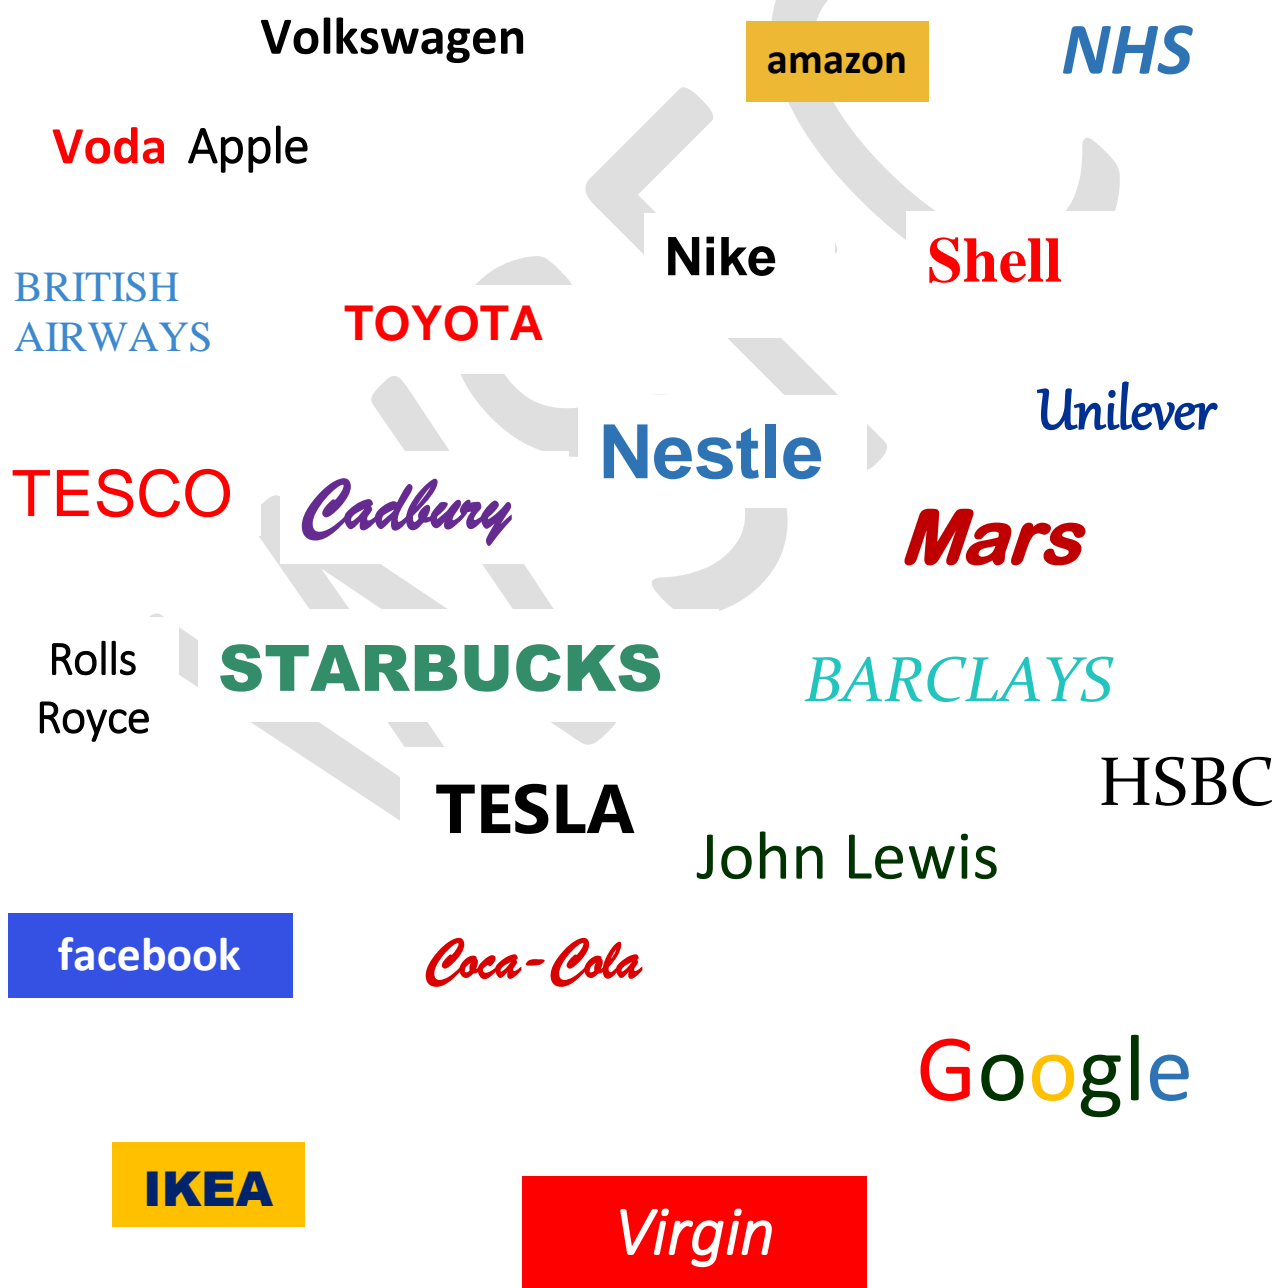 Volkswagen
amazon
NHS
Voda Apple
Nike
Shell
BRITISH
AIRWAYS
TOYOTA
Unilever
Nestle
TESCO
Cadbury
Mars
Rolls
Royce
STARBUCKS
BARCLAYS
HSBC
TESLA
John Lewis
facebook
Coca-Cola
Google
IKEA
Virgin